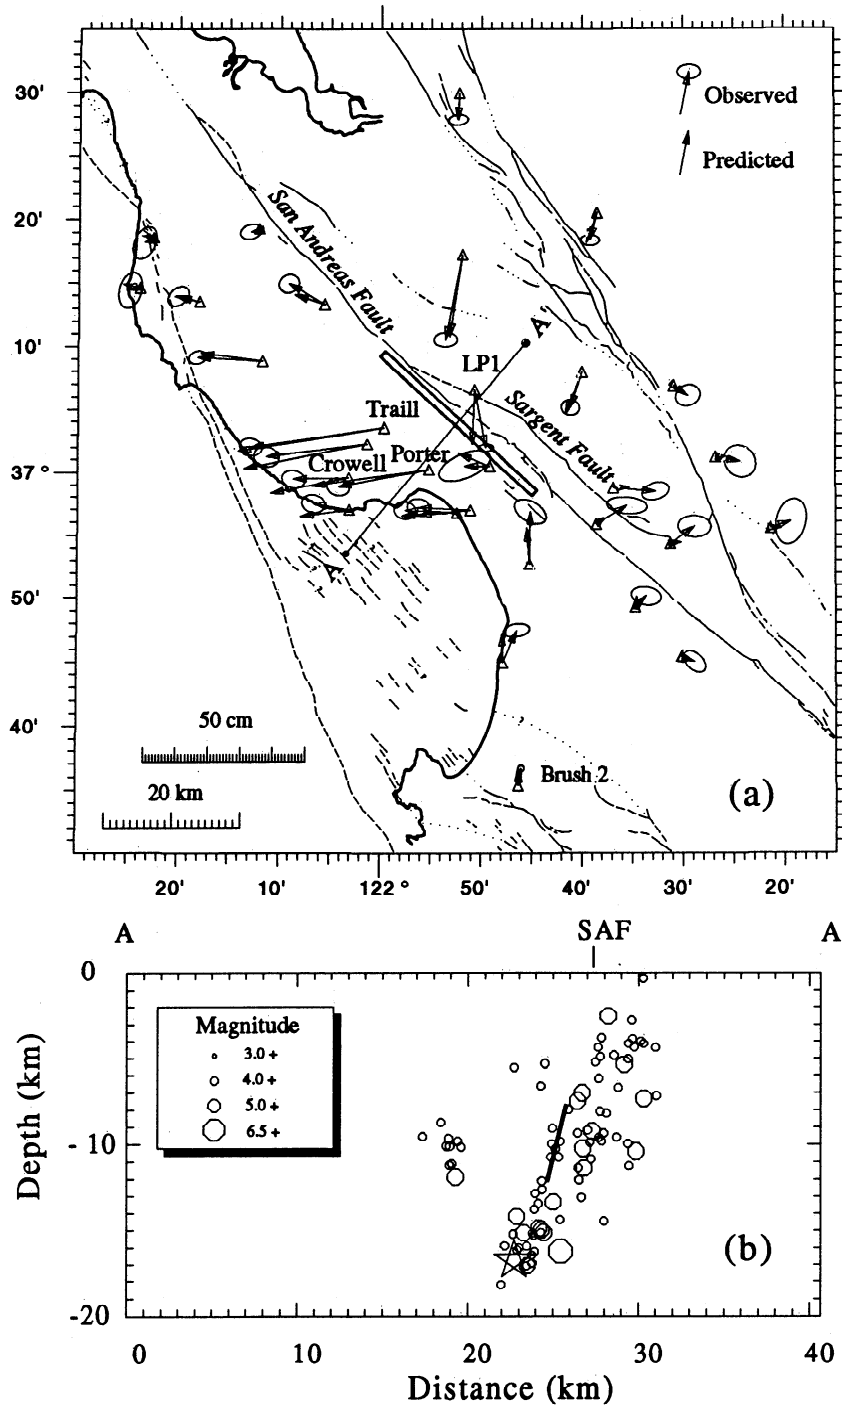 30'
Observed
Predicted
20'
San Andreas Fault
10'
A
LP1
Sargent Fault
Traill
Porter
Crowell
37 °
A
50'
50 cm
40'
Brush 2
20 km
(a)
20' 10' 122 ° 50' 40' 30' 20'
A SAF A
0
Magnitude
3.0 +
4.0 +
5.0 +
6.5 +
Depth (km)
- 10
(b)
-20
0 10 20 30 40
Distance (km)